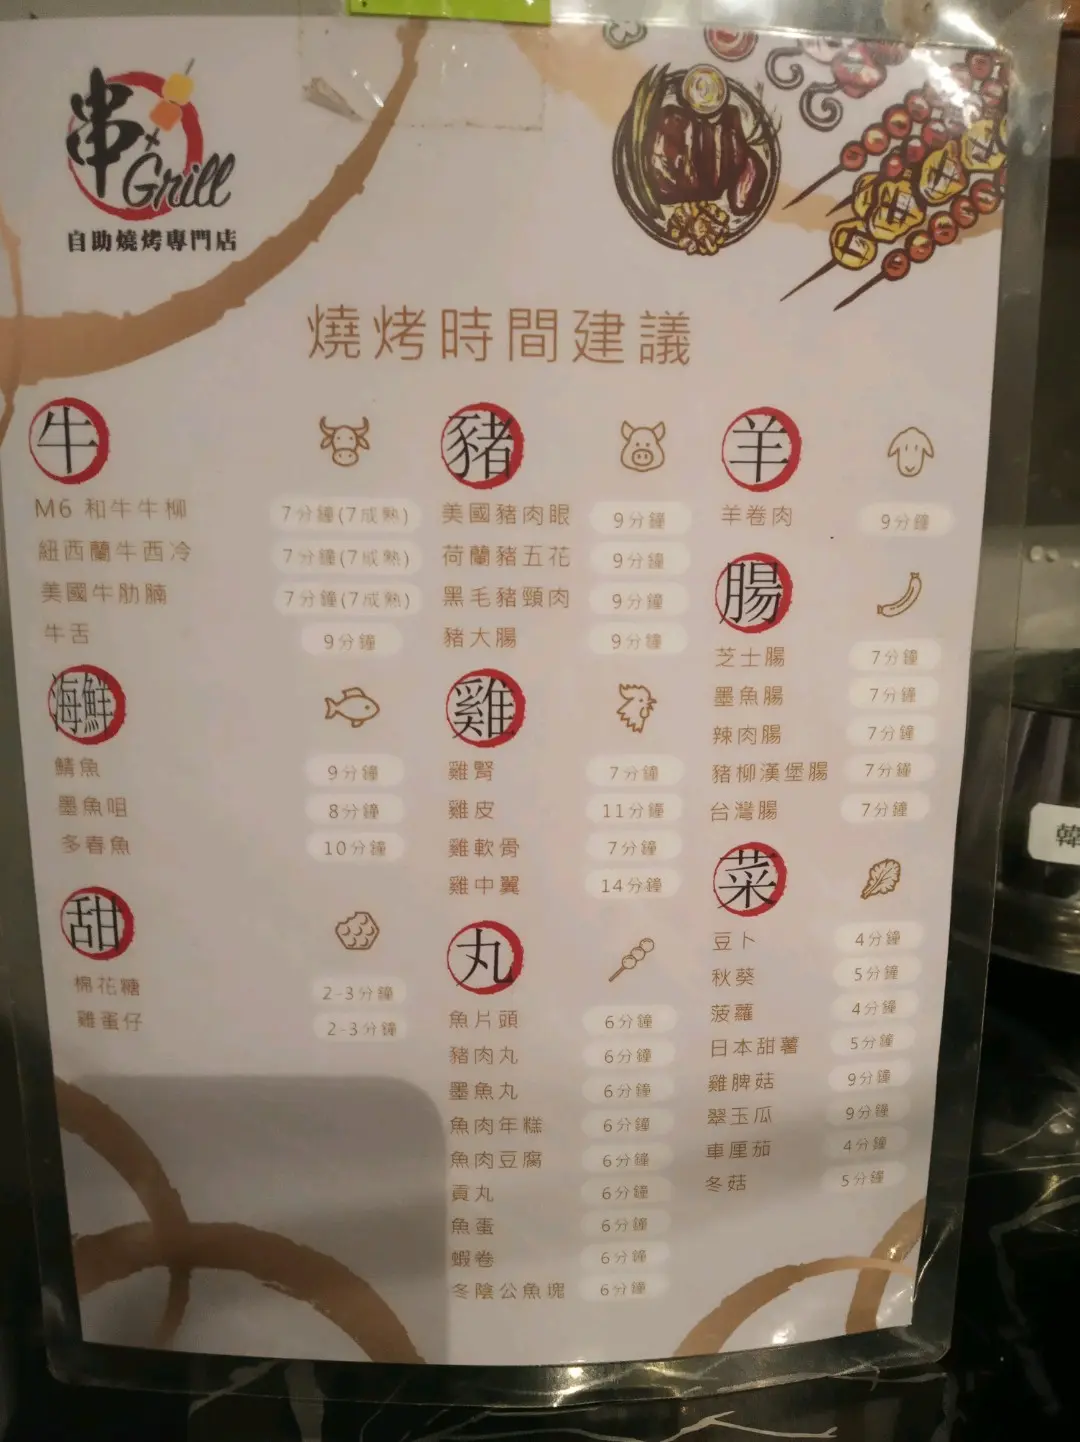 串
Grill
自助燒烤專門店
燒烤時間建議
牛
M6 和牛牛柳 7分鐘(7成熟)
紐西蘭牛西冷 7分鐘(7成熟)
美國牛肋腩 7分鐘(7成熟)
牛舌 9分鐘
海鮮
鯖魚 9分鐘
墨魚咀 8分鐘
多春魚 10分鐘
甜
棉花糖 2-3分鐘
雞蛋仔 2-3分鐘
豬
美國豬肉眼 9分鐘
荷蘭豬五花 9分鐘
黑毛豬頸肉 9分鐘
豬大腸 9分鐘
雞
雞腎 7分鐘
雞皮 11分鐘
雞軟骨 7分鐘
雞中翼 14分鐘
丸
魚片頭 6分鐘
豬肉丸 6分鐘
墨魚丸 6分鐘
魚肉年糕 6分鐘
魚肉豆腐 6分鐘
貢丸 6分鐘
魚蛋 6分鐘
蝦卷 6分鐘
冬陰公魚塊 6分鐘
羊
羊卷肉 9分鐘
腸
芝士腸 7分鐘
墨魚腸 7分鐘
辣肉腸 7分鐘
豬柳漢堡腸 7分鐘
台灣腸 7分鐘
菜
豆卜 4分鐘
秋葵 5分鐘
菠蘿 4分鐘
日本甜薯 5分鐘
雞脾菇 9分鐘
翠玉瓜 9分鐘
車厘茄 4分鐘
冬菇 5分鐘
韓